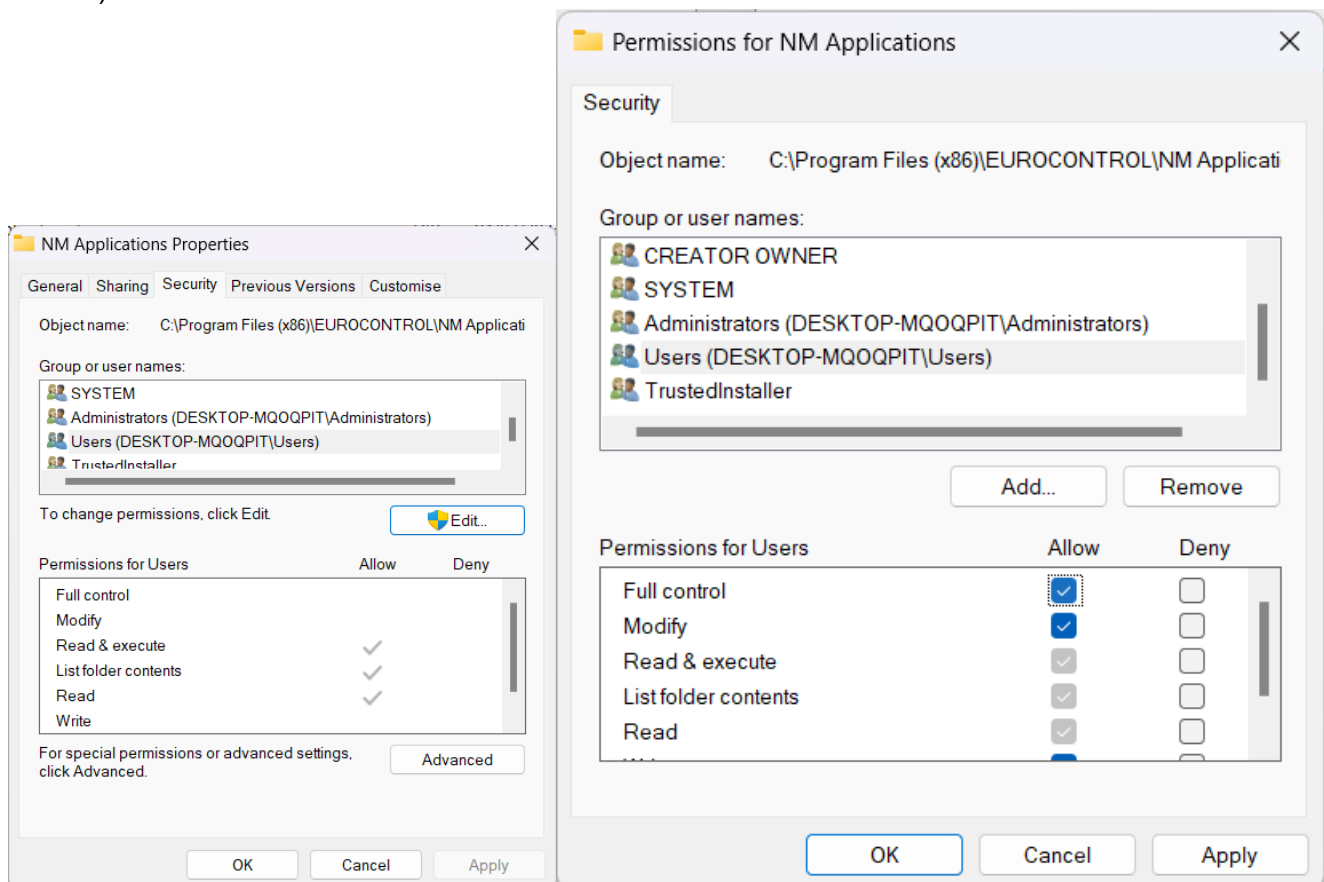 NM Applications Properties
General Sharing Security Previous Versions Customise
Object name: C:\Program Files (x86)\EUROCONTROL\NM Applicati
Group or user names:
SYSTEM
Administrators (DESKTOP-MQOQPIT\Administrators)
Users (DESKTOP-MQOQPIT\Users)
TrustedInstaller
To change permissions, click Edit.
Edit...
Permissions for Users Allow Deny
Full control
Modify
Read & execute
List folder contents
Read
Write
For special permissions or advanced settings,
click Advanced.
Advanced
OK Cancel Apply
Permissions for NM Applications
Security
Object name: C:\Program Files (x86)\EUROCONTROL\NM Applicati
Group or user names:
CREATOR OWNER
SYSTEM
Administrators (DESKTOP-MQOQPIT\Administrators)
Users (DESKTOP-MQOQPIT\Users)
TrustedInstaller
Add... Remove
Permissions for Users Allow Deny
Full control
Modify
Read & execute
List folder contents
Read
OK Cancel Apply